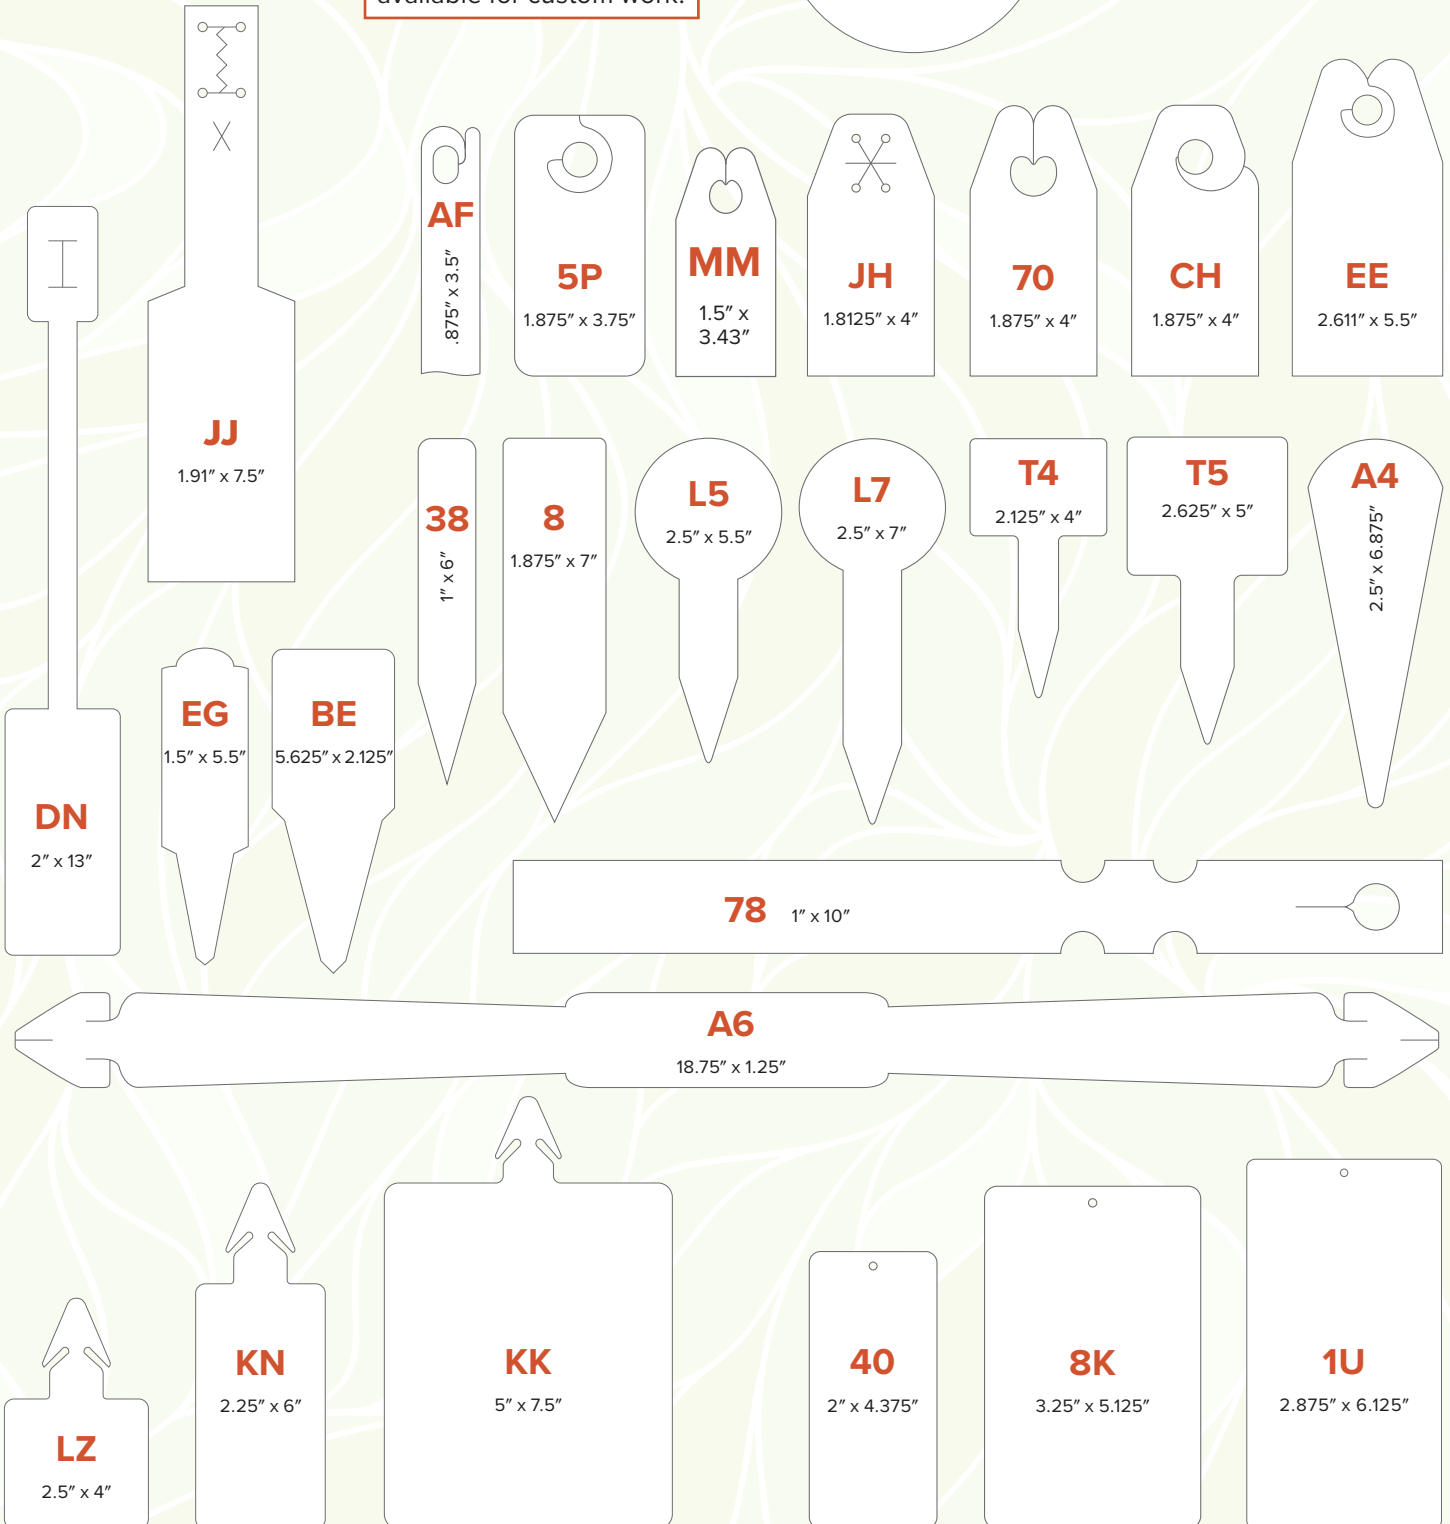 available for custom work.
AF
.875″ x 3.5″
5P
1.875″ x 3.75″
MM
1.5″ x
3.43″
JH
1.8125″ x 4″
70
1.875″ x 4″
CH
1.875″ x 4″
EE
2.611″ x 5.5″
JJ
1.91″ x 7.5″
38
1″ x 6″
8
1.875″ x 7″
L5
2.5″ x 5.5″
L7
2.5″ x 7″
T4
2.125″ x 4″
T5
2.625″ x 5″
A4
2.5″ x 6.875″
DN
2″ x 13″
EG
1.5″ x 5.5″
BE
5.625″ x 2.125″
78 1″ x 10″
A6
18.75″ x 1.25″
LZ
2.5″ x 4″
KN
2.25″ x 6″
KK
5″ x 7.5″
40
2″ x 4.375″
8K
3.25″ x 5.125″
1U
2.875″ x 6.125″